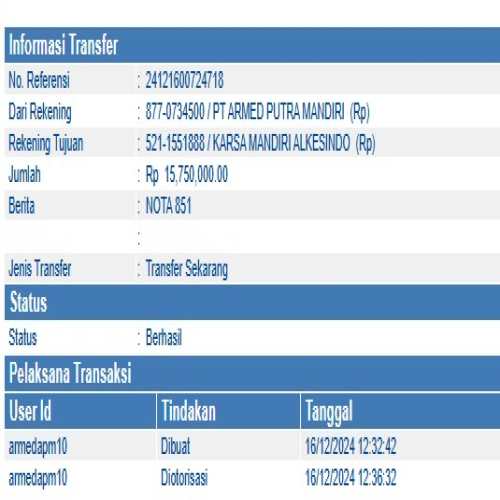 Informasi Transfer
No. Referensi : 24121600724718
Dari Rekening : 877-0734500 / PT ARMED PUTRA MANDIRI (Rp)
Rekening Tujuan : 521-1551888 / KARSA MANDIRI ALKESINDO (Rp)
Jumlah : Rp 15,750,000.00
Berita : NOTA 851
:
Jenis Transfer : Transfer Sekarang
Status
Status : Berhasil
Pelaksana Transaksi
User Id Tindakan Tanggal
armedapm10 Dibuat 16/12/2024 12:32:42
armedapm10 Diotorisasi 16/12/2024 12:36:32